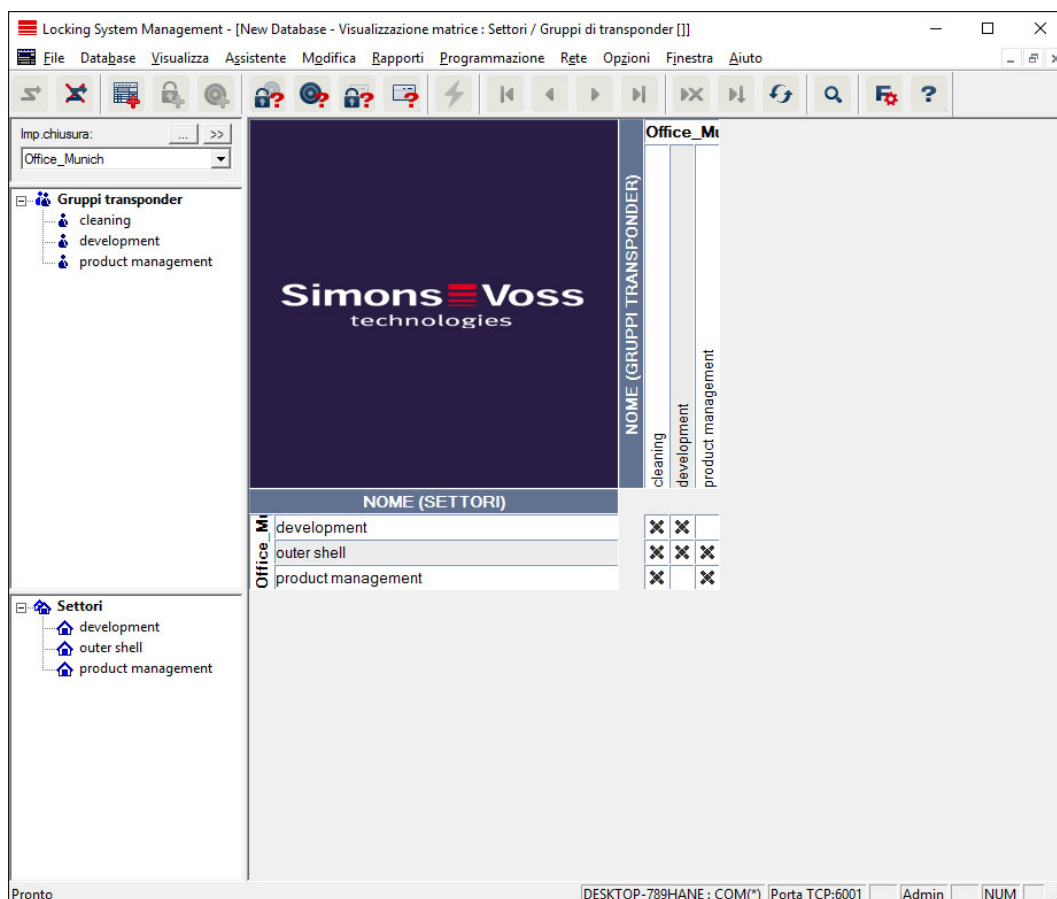 Locking System Management - [New Database - Visualizzazione matrice : Settori / Gruppi di transponder []]
File Database Visualizza Assistente Modifica Rapporti Programmazione Rete Opzioni Finestra Aiuto
Imp.chiusura: ... >>
Office_Munich
Gruppi transponder
cleaning
development
product management
Simons Voss
technologies
NOME (GRUPPI TRANSPONDER)
Office_Mu
cleaning
development
product management
NOME (SETTORI)
Office_Mu
development
outer shell
product management
Settori
development
outer shell
product management
Pronto
DESKTOP-789HANE : COM(*) Porta TCP:6001 Admin NUM